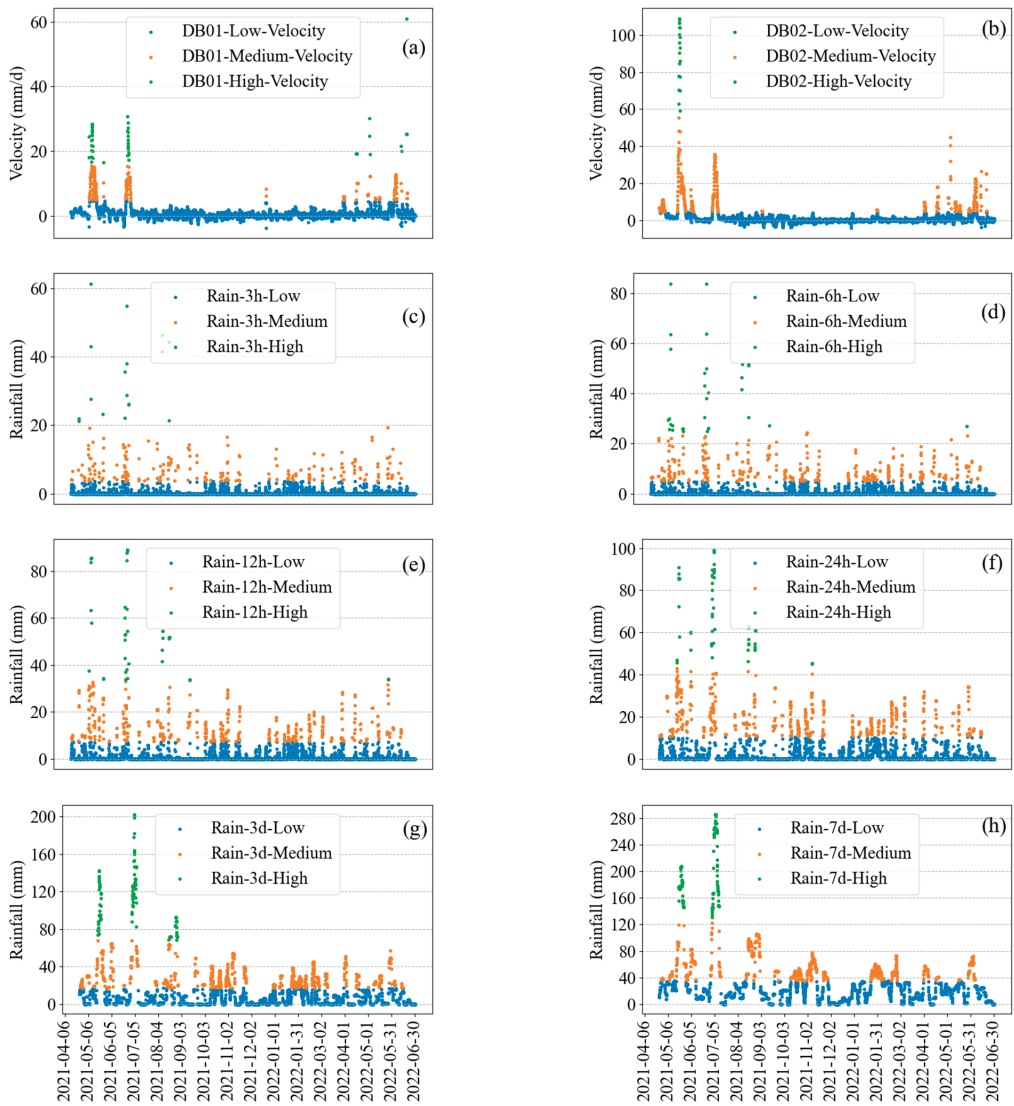 DB01-Low-Velocity
DB01-Medium-Velocity
DB01-High-Velocity
(a)
Velocity (mm/d)
60
40
20
0
DB02-Low-Velocity
DB02-Medium-Velocity
DB02-High-Velocity
(b)
Velocity (mm/d)
100
80
60
40
20
0
Rain-3h-Low
Rain-3h-Medium
Rain-3h-High
(c)
Rainfall (mm)
60
40
20
0
Rain-6h-Low
Rain-6h-Medium
Rain-6h-High
(d)
Rainfall (mm)
80
60
40
20
0
Rain-12h-Low
Rain-12h-Medium
Rain-12h-High
(e)
Rainfall (mm)
80
60
40
20
0
Rain-24h-Low
Rain-24h-Medium
Rain-24h-High
(f)
Rainfall (mm)
100
80
60
40
20
0
Rain-3d-Low
Rain-3d-Medium
Rain-3d-High
(g)
Rainfall (mm)
200
160
120
80
40
0
2021-04-06
2021-05-06
2021-06-05
2021-07-05
2021-08-04
2021-09-03
2021-10-03
2021-11-02
2021-12-02
2022-01-01
2022-01-31
2022-03-02
2022-04-01
2022-05-01
2022-05-31
2022-06-30
Rain-7d-Low
Rain-7d-Medium
Rain-7d-High
(h)
Rainfall (mm)
280
240
200
160
120
80
40
0
2021-04-06
2021-05-06
2021-06-05
2021-07-05
2021-08-04
2021-09-03
2021-10-03
2021-11-02
2021-12-02
2022-01-01
2022-01-31
2022-03-02
2022-04-01
2022-05-01
2022-05-31
2022-06-30